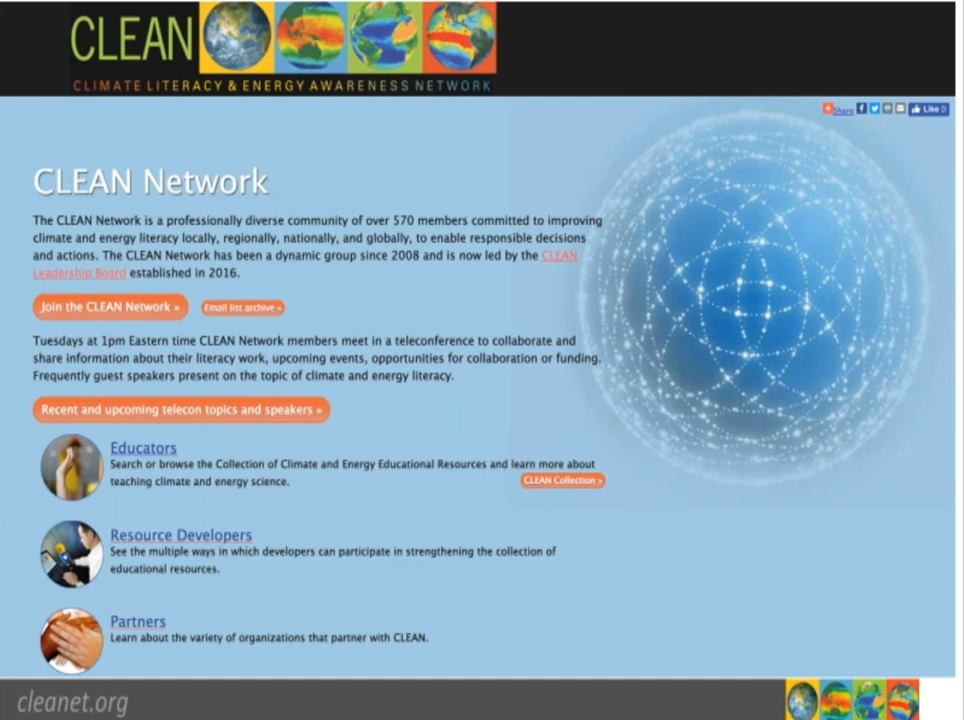 CLEAN
CLIMATE LITERACY & ENERGY AWARENESS NETWORK
Share
Like 0
CLEAN Network
The CLEAN Network is a professionally diverse community of over 570 members committed to improving
climate and energy literacy locally, regionally, nationally, and globally, to enable responsible decisions
and actions. The CLEAN Network has been a dynamic group since 2008 and is now led by the CLEAN
Leadership Board established in 2016.
Join the CLEAN Network »
Email list archive »
Tuesdays at 1pm Eastern time CLEAN Network members meet in a teleconference to collaborate and
share information about their literacy work, upcoming events, opportunities for collaboration or funding.
Frequently guest speakers present on the topic of climate and energy literacy.
Recent and upcoming telecon topics and speakers »
Educators
Search or browse the Collection of Climate and Energy Educational Resources and learn more about
teaching climate and energy science.
CLEAN Collection »
Resource Developers
See the multiple ways in which developers can participate in strengthening the collection of
educational resources.
Partners
Learn about the variety of organizations that partner with CLEAN.
cleanet.org